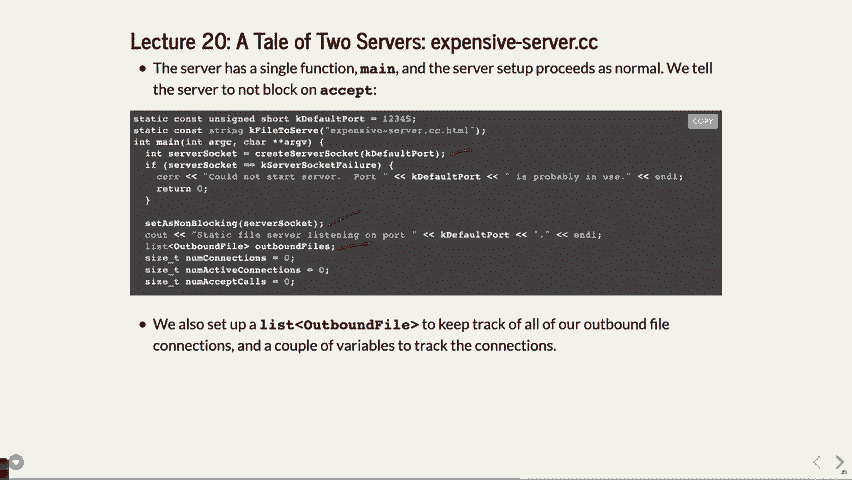 Lecture 20: A Tale of Two Servers: expensive-server.cc
• The server has a single function, main, and the server setup proceeds as normal. We tell
the server to not block on accept:
COPY
static const unsigned short kDefaultPort = 12345;
static const string kFileToServe("expensive-server.cc.html");
int main(int argc, char **argv) {
int serverSocket = createServerSocket(kDefaultPort);
if (serverSocket == kServerSocketFailure) {
cerr << "Could not start server. Port " << kDefaultPort << " is probably in use." << endl;
return 0;
}
setAsNonBlocking(serverSocket);
cout << "Static file server listening on port " << kDefaultPort << "." << endl;
list<OutboundFile> outboundFiles;
size_t numConnections = 0;
size_t numActiveConnections = 0;
size_t numAcceptCalls = 0;
• We also set up a list<OutboundFile> to keep track of all of our outbound file
connections, and a couple of variables to track the connections.